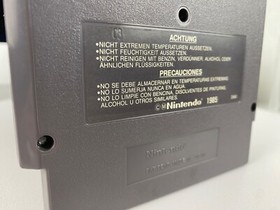 ACHTUNG
•NICHT EXTREMEN TEMPERATUREN AUSSETZEN.
•NICHT FEUCHTIGKEIT AUSSETZEN.
•NICHT REINIGEN MIT BENZIN, VERDÜNNER, ALKOHOL ODER
ÄHNLICHEN FLÜSSIGKEITEN.
PRECAUCIONES
•NO SE DEBE ALMACENAR EN TEMPERATURAS EXTREMAS.
•NO LO SUMERJA NUNCA EN AGUA.
•NO LO LIMPIE CON BENCINA, DISOLVENTES DE PINTURAS,
ALCOHOL U OTROS SIMILARES.
©Nintendo 1985